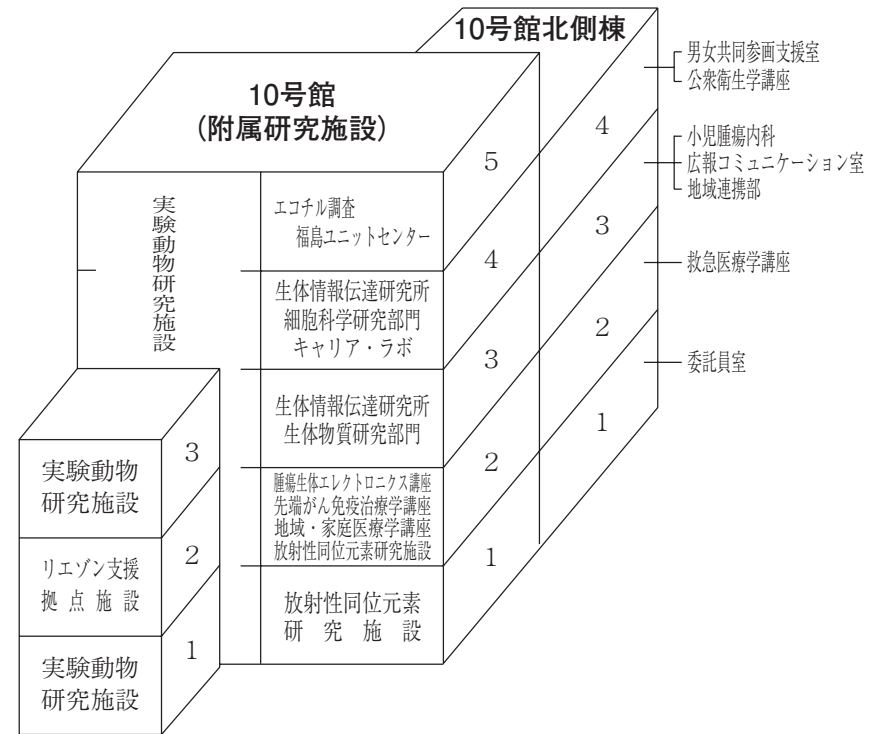 10号館北側棟
10号館
(附属研究施設)
男女共同参画支援室
公衆衛生学講座
小児腫瘍内科
広報コミュニケーション室
地域連携部
救急医療学講座
委託員室
4
3
2
1
5
4
3
2
1
実験動物研究施設
エコチル調査
福島ユニットセンター
生体情報伝達研究所
細胞科学研究部門
キャリア・ラボ
生体情報伝達研究所
生体物質研究部門
腫瘍生体エレクトロニクス講座
先端がん免疫治療学講座
地域・家庭医療学講座
放射性同位元素研究施設
放射性同位元素
研究施設
3
2
1
実験動物
研究施設
リエゾン支援
拠点施設
実験動物
研究施設